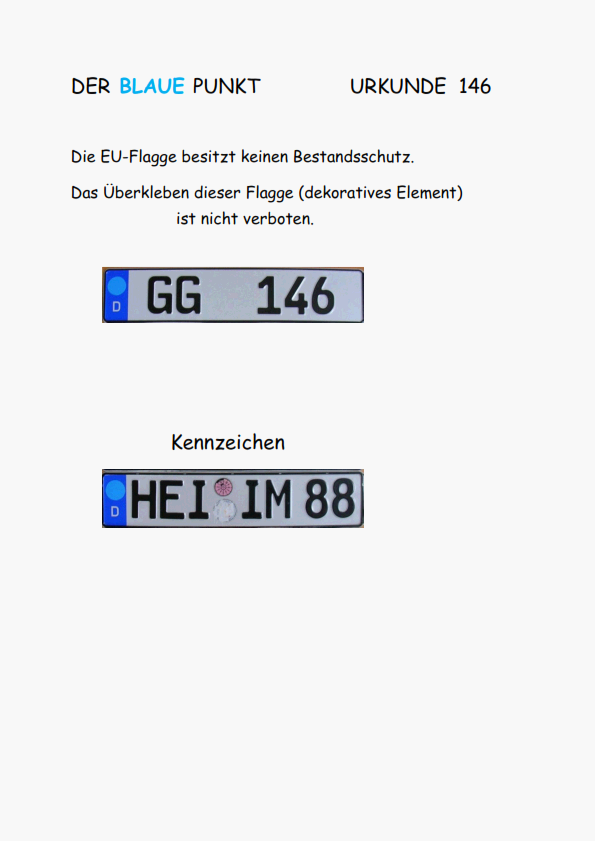 DER BLAUE PUNKT URKUNDE 146
Die EU-Flagge besitzt keinen Bestandsschutz.
Das Überkleben dieser Flagge (dekoratives Element)
ist nicht verboten.
D GG 146
Kennzeichen
D HEI IM 88